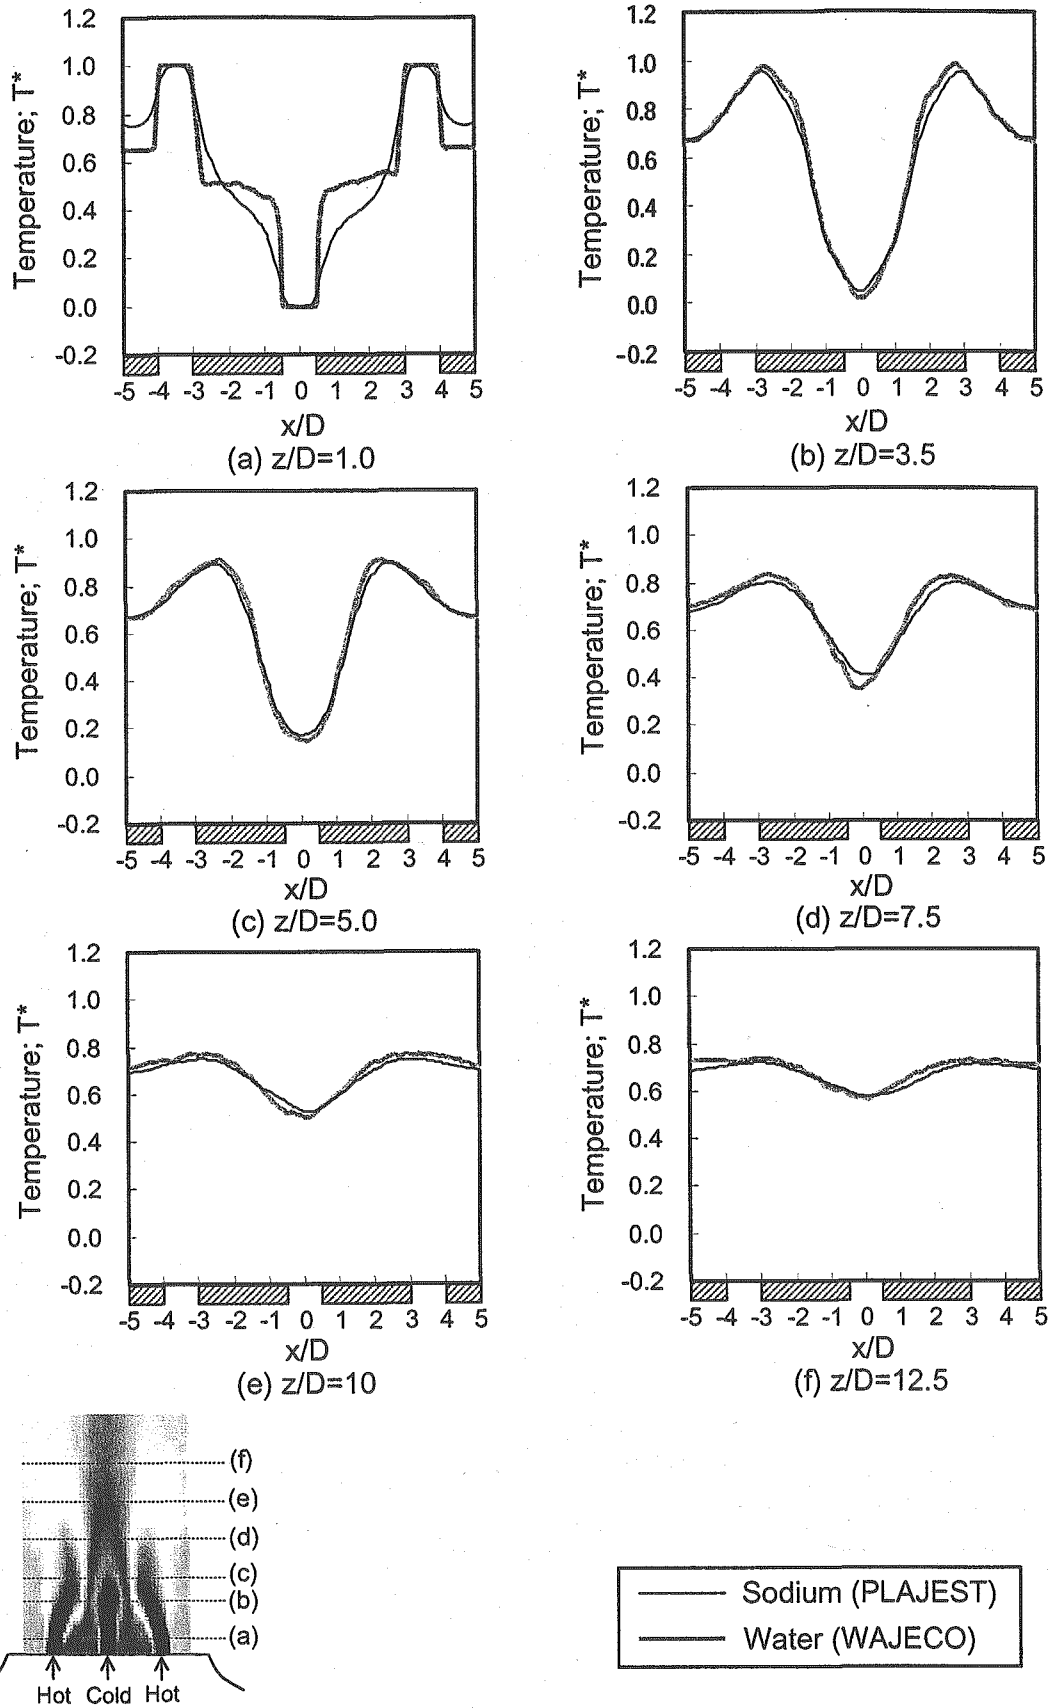 1.2
1.0
0.8
0.6
0.4
0.2
0.0
-0.2
Temperature; T*
-5 -4 -3 -2 -1 0 1 2 3 4 5
x/D
(a) z/D=1.0
1.2
1.0
0.8
0.6
0.4
0.2
0.0
-0.2
Temperature; T*
-5 -4 -3 -2 -1 0 1 2 3 4 5
x/D
(b) z/D=3.5
1.2
1.0
0.8
0.6
0.4
0.2
0.0
-0.2
Temperature; T*
-5 -4 -3 -2 -1 0 1 2 3 4 5
x/D
(c) z/D=5.0
1.2
1.0
0.8
0.6
0.4
0.2
0.0
-0.2
Temperature; T*
-5 -4 -3 -2 -1 0 1 2 3 4 5
x/D
(d) z/D=7.5
1.2
1.0
0.8
0.6
0.4
0.2
0.0
-0.2
Temperature; T*
-5 -4 -3 -2 -1 0 1 2 3 4 5
x/D
(e) z/D=10
1.2
1.0
0.8
0.6
0.4
0.2
0.0
-0.2
Temperature; T*
-5 -4 -3 -2 -1 0 1 2 3 4 5
x/D
(f) z/D=12.5
(f)
(e)
(d)
(c)
(b)
(a)
Hot Cold Hot
Sodium (PLAJEST)
Water (WAJECO)